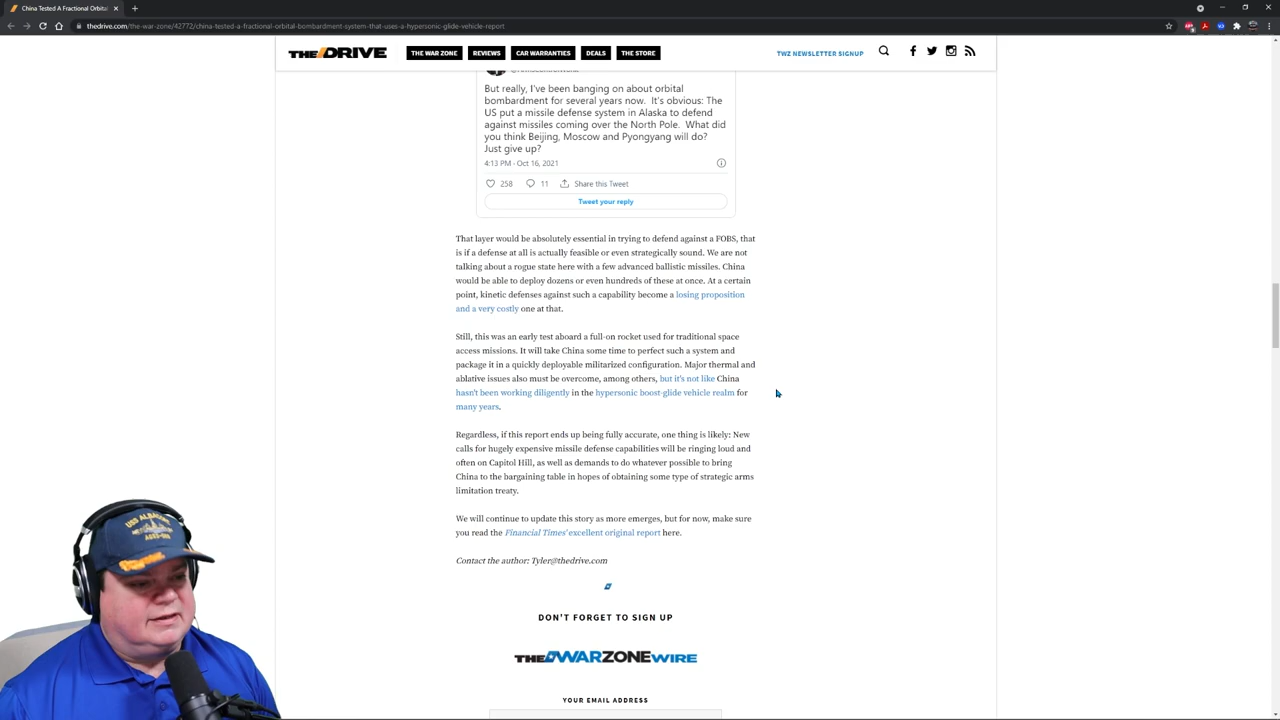 China Tested A Fractional Orbital
thedrive.com/the-war-zone/42772/china-tested-a-fractional-orbital-bombardment-system-that-uses-a-hypersonic-glide-vehicle-report
THE DRIVE
THE WAR ZONE
REVIEWS
CAR WARRANTIES
DEALS
THE STORE
TWZ NEWSLETTER SIGNUP
But really, I've been banging on about orbital
bombardment for several years now. It's obvious: The
US put a missile defense system in Alaska to defend
against missiles coming over the North Pole. What did
you think Beijing, Moscow and Pyongyang will do?
Just give up?
4:13 PM · Oct 16, 2021
258 11 Share this Tweet
Tweet your reply
That layer would be absolutely essential in trying to defend against a FOBS, that
is if a defense at all is actually feasible or even strategically sound. We are not
talking about a rogue state here with a few advanced ballistic missiles. China
would be able to deploy dozens or even hundreds of these at once. At a certain
point, kinetic defenses against such a capability become a losing proposition
and a very costly one at that.
Still, this was an early test aboard a full-on rocket used for traditional space
access missions. It will take China some time to perfect such a system and
package it in a quickly deployable militarized configuration. Major thermal and
ablative issues also must be overcome, among others, but it's not like China
hasn't been working diligently in the hypersonic boost-glide vehicle realm for
many years.
Regardless, if this report ends up being fully accurate, one thing is likely: New
calls for hugely expensive missile defense capabilities will be ringing loud and
often on Capitol Hill, as well as demands to do whatever possible to bring
China to the bargaining table in hopes of obtaining some type of strategic arms
limitation treaty.
We will continue to update this story as more emerges, but for now, make sure
you read the Financial Times' excellent original report here.
Contact the author: Tyler@thedrive.com
DON'T FORGET TO SIGN UP
THE WARZONE WIRE
YOUR EMAIL ADDRESS